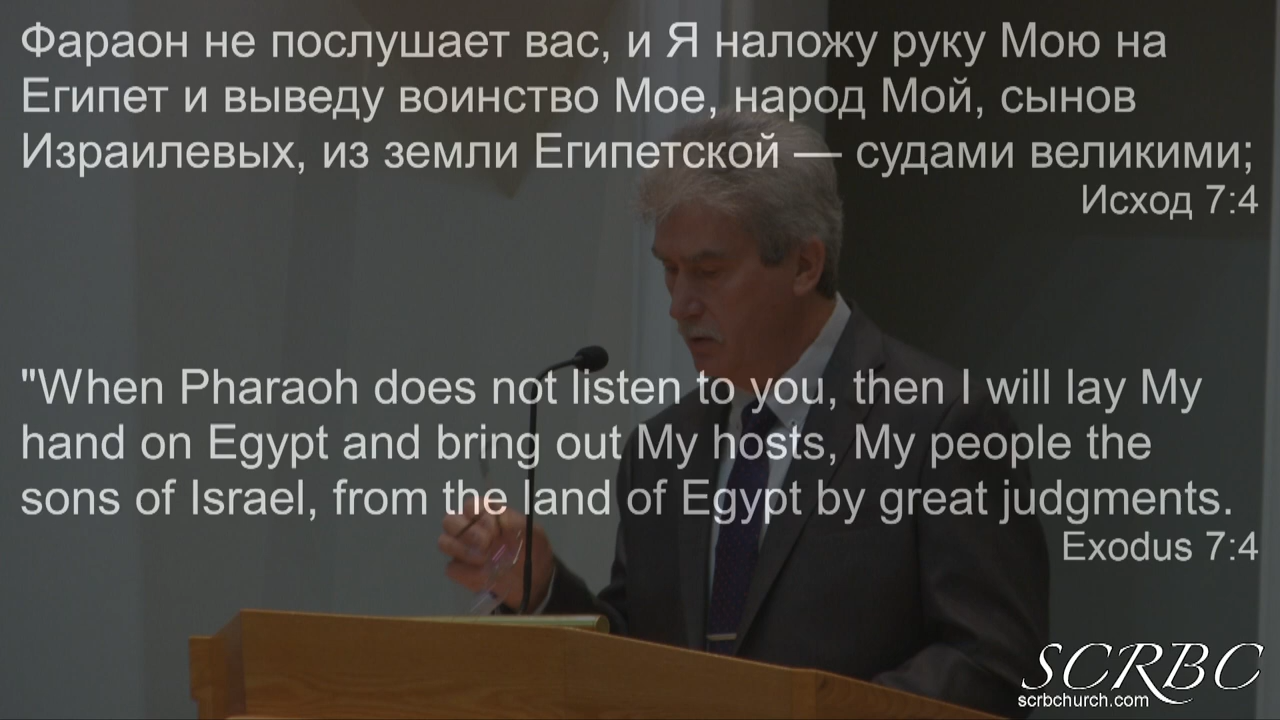 Фараон не послушает вас, и Я наложу руку Мою на
Египет и выведу воинство Мое, народ Мой, сынов
Израилевых, из земли Египетской — судами великими;
Исход 7:4
"When Pharaoh does not listen to you, then I will lay My
hand on Egypt and bring out My hosts, My people the
sons of Israel, from the land of Egypt by great judgments.
Exodus 7:4
SCRBC
scrbchurch.com